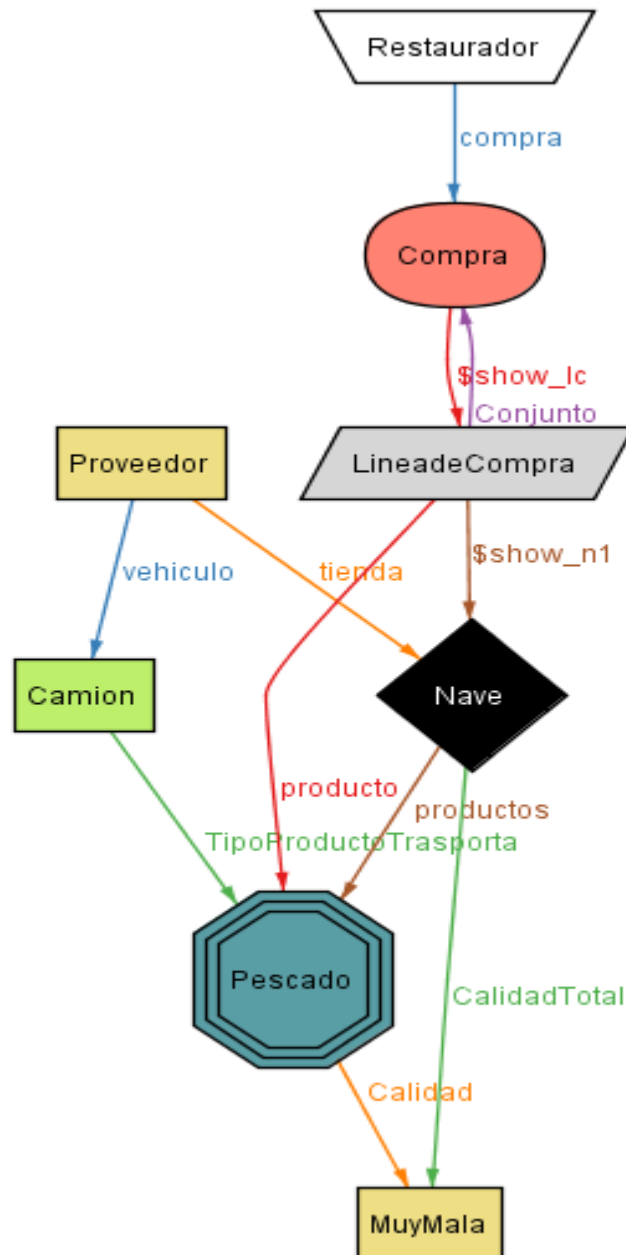 Restaurador
compra
Compra
$show_lc
Conjunto
Proveedor
LineadeCompra
vehiculo
tienda
$show_n1
Camion
Nave
producto
productos
TipoProductoTrasporta
Pescado
CalidadTotal
Calidad
MuyMala